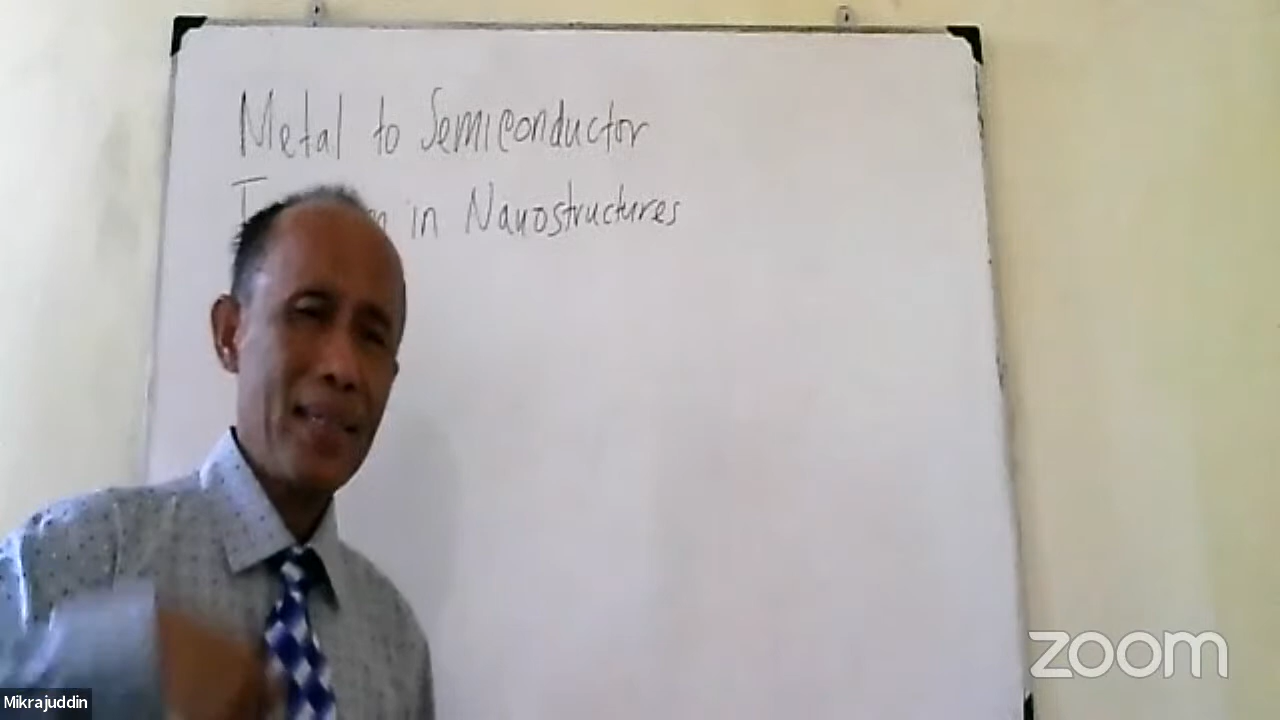 Metal to Semiconductor
in Nanostructures
zoom
Mikrajuddin